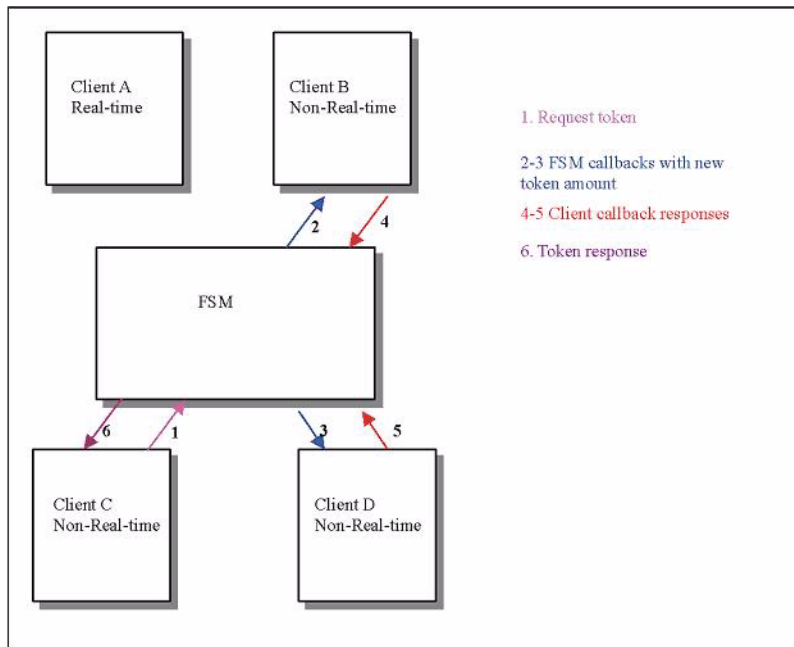 Client A
Real-time
Client B
Non-Real-time
1. Request token
2-3 FSM callbacks with new
token amount
4-5 Client callback responses
6. Token response
2
4
FSM
6
1
3
5
Client C
Non-Real-time
Client D
Non-Real-time